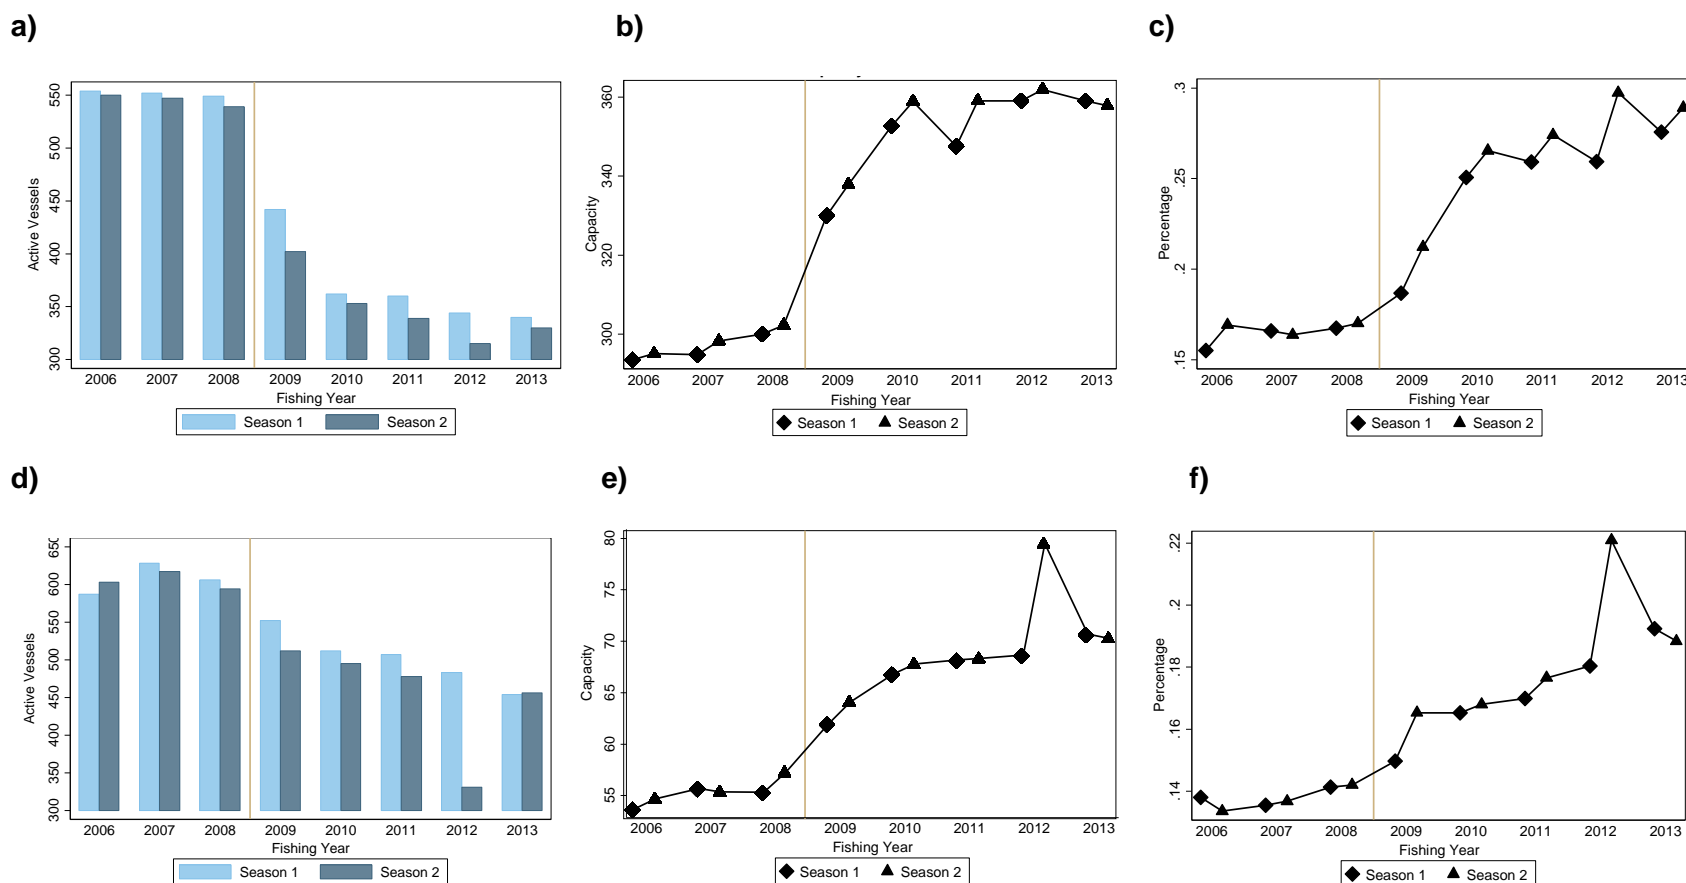 a)
Active Vessels
550
500
450
400
350
300
2006 2007 2008 2009 2010 2011 2012 2013
Fishing Year
Season 1 Season 2
b)
Capacity
360
340
320
300
2006 2007 2008 2009 2010 2011 2012 2013
Fishing Year
Season 1 Season 2
c)
Percentage
.3
.25
.2
.15
2006 2007 2008 2009 2010 2011 2012 2013
Fishing Year
Season 1 Season 2
d)
Active Vessels
650
600
550
500
450
400
350
300
2006 2007 2008 2009 2010 2011 2012 2013
Fishing Year
Season 1 Season 2
e)
Capacity
80
75
70
65
60
55
2006 2007 2008 2009 2010 2011 2012 2013
Fishing Year
Season 1 Season 2
f)
Percentage
.22
.2
.18
.16
.14
2006 2007 2008 2009 2010 2011 2012 2013
Fishing Year
Season 1 Season 2